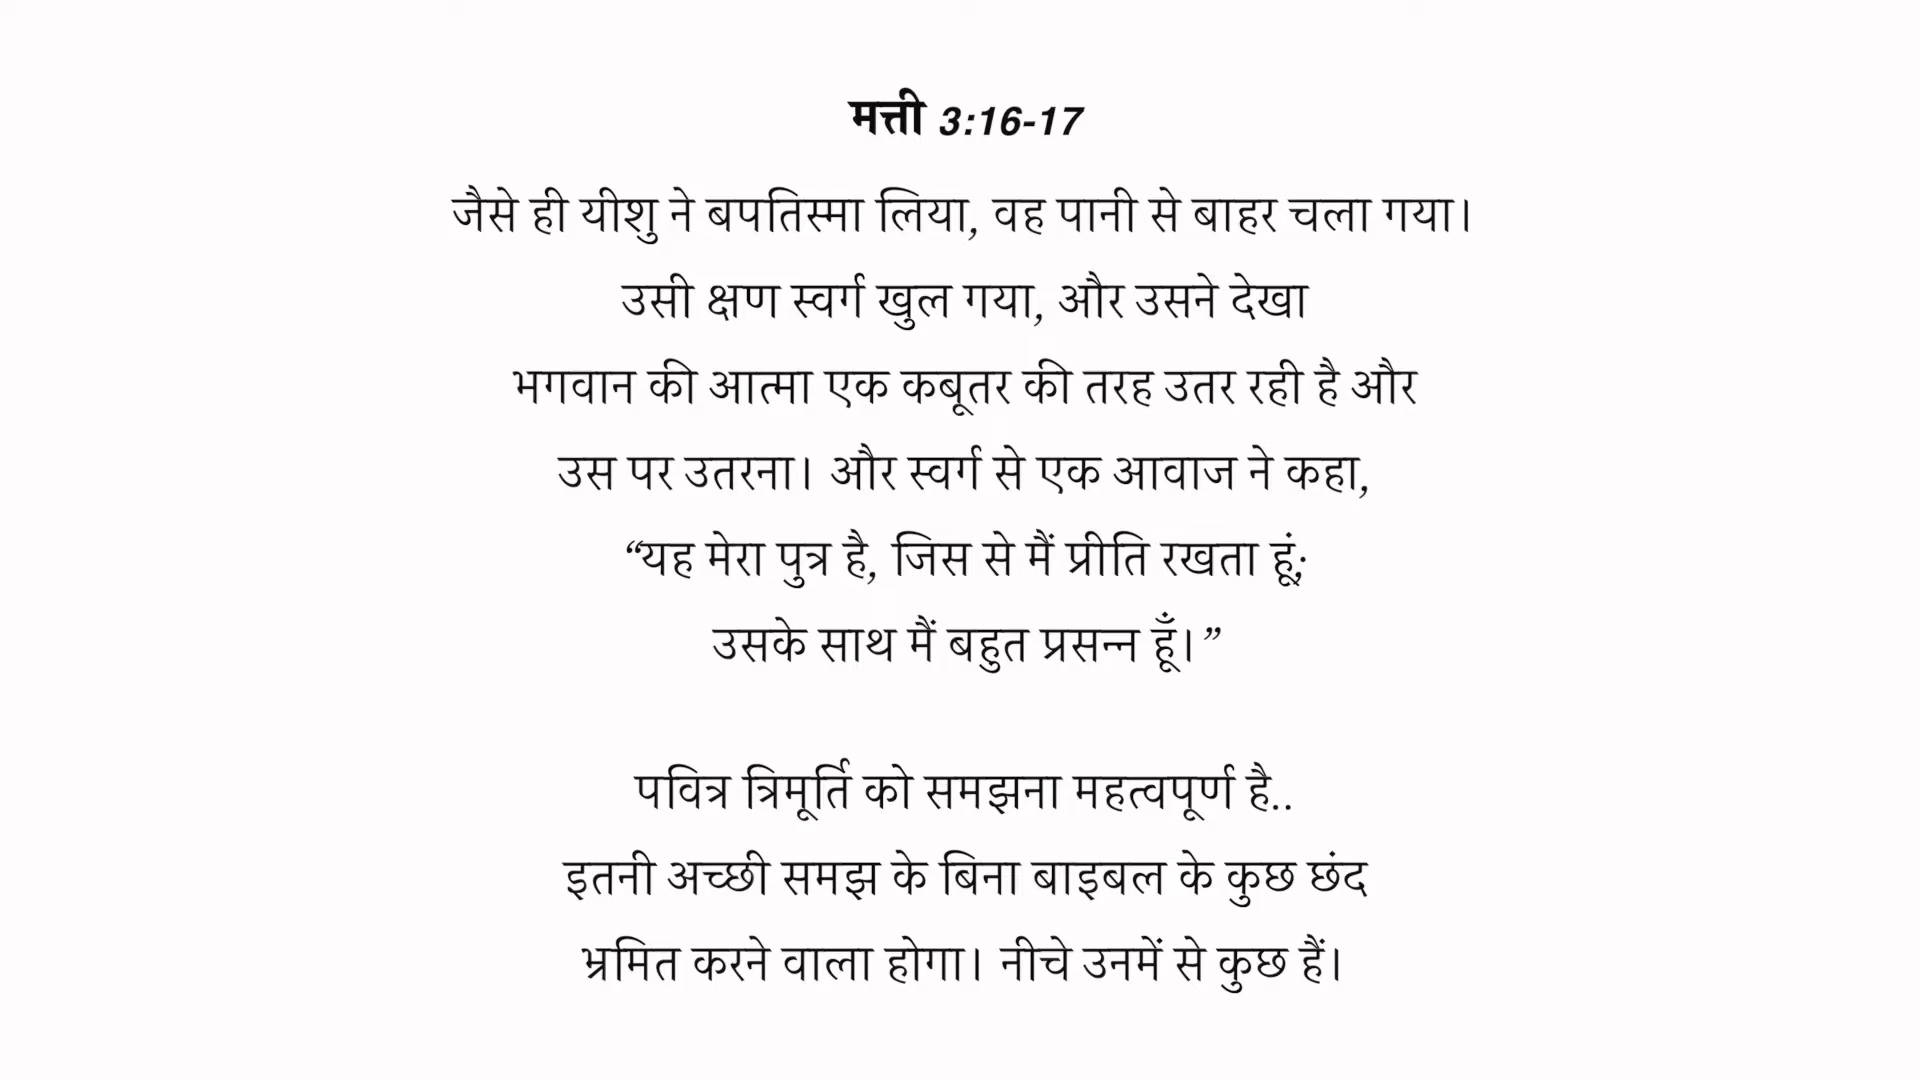 मत्ती 3:16-17
जैसे ही यीशु ने बपतिस्मा लिया, वह पानी से बाहर चला गया।
उसी क्षण स्वर्ग खुल गया, और उसने देखा
भगवान की आत्मा एक कबूतर की तरह उतर रही है और
उस पर उतरना। और स्वर्ग से एक आवाज ने कहा,
“यह मेरा पुत्र है, जिस से मैं प्रीति रखता हूं;
उसके साथ मैं बहुत प्रसन्न हूँ।”
पवित्र त्रिमूर्ति को समझना महत्वपूर्ण है..
इतनी अच्छी समझ के बिना बाइबल के कुछ छंद
भ्रमित करने वाला होगा। नीचे उनमें से कुछ हैं।